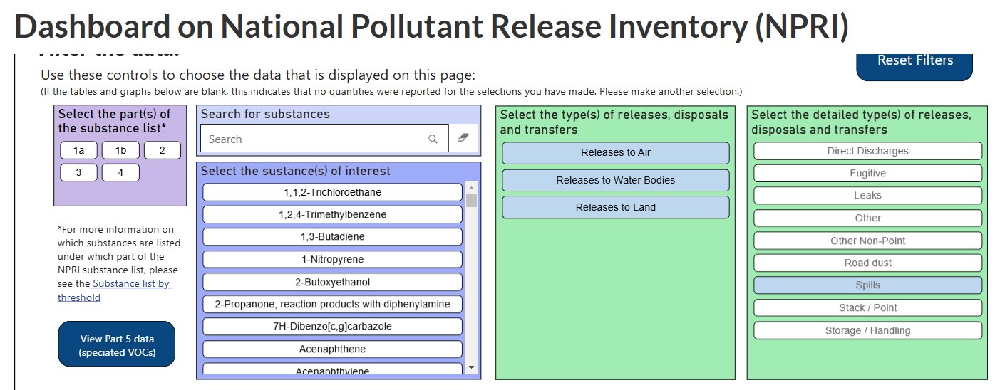 Dashboard on National Pollutant Release Inventory (NPRI)
Filter the data:
Reset Filters
Use these controls to choose the data that is displayed on this page:
(If the tables and graphs below are blank, this indicates that no quantities were reported for the selections you have made. Please make another selection.)
Select the part(s) of
the substance list*
1a
1b
2
3
4
*For more information on
which substances are listed
under which part of the
NPRI substance list, please
see the Substance list by
threshold
View Part 5 data
(speciated VOCs)
Search for substances
Search
Select the sustance(s) of interest
1,1,2-Trichloroethane
1,2,4-Trimethylbenzene
1,3-Butadiene
1-Nitropyrene
2-Butoxyethanol
2-Propanone, reaction products with diphenylamine
7H-Dibenzo[c,g]carbazole
Acenaphthene
Acenaphthylene
Select the type(s) of releases, disposals
and transfers
Releases to Air
Releases to Water Bodies
Releases to Land
Select the detailed type(s) of releases,
disposals and transfers
Direct Discharges
Fugitive
Leaks
Other
Other Non-Point
Road dust
Spills
Stack / Point
Storage / Handling